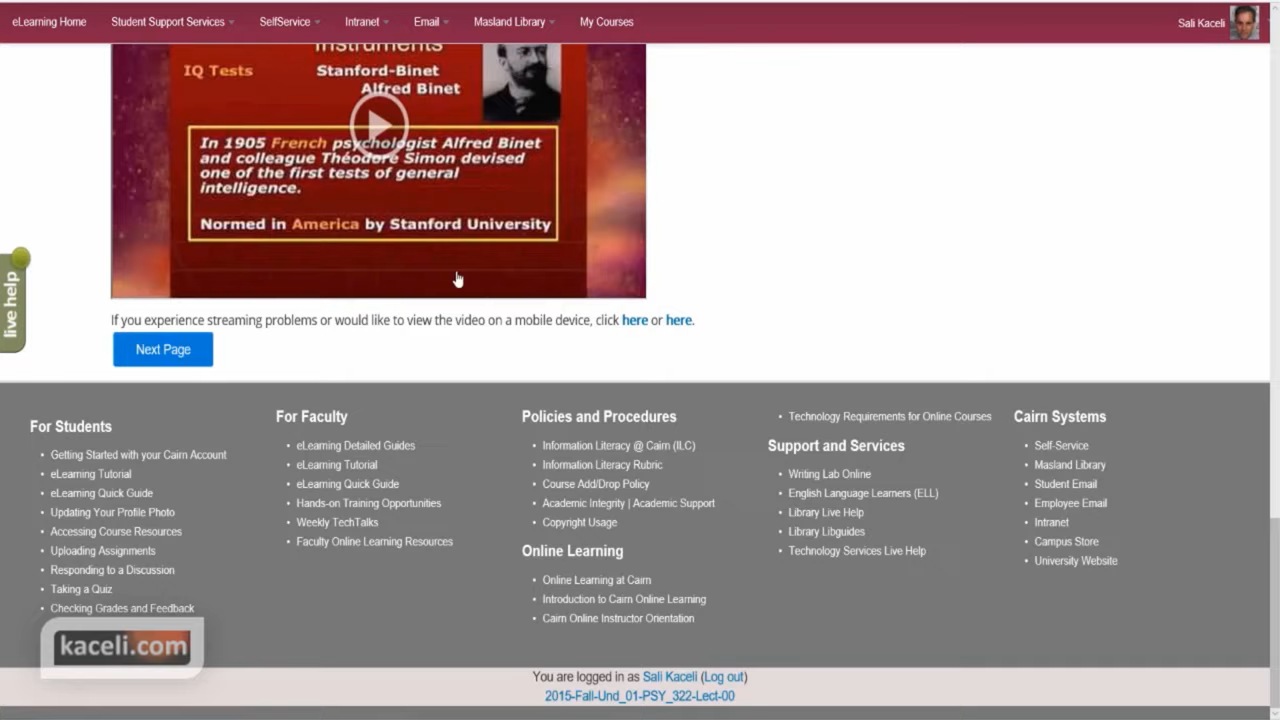 eLearning Home Student Support Services SelfService Intranet Email Masland Library My Courses Sali Kaceli
Instruments
IQ Tests Stanford-Binet
Alfred Binet
In 1905 French psychologist Alfred Binet
and colleague Théodore Simon devised
one of the first tests of general
intelligence.
Normed in America by Stanford University
live help
If you experience streaming problems or would like to view the video on a mobile device, click here or here.
Next Page
For Students
• Getting Started with your Cairn Account
• eLearning Tutorial
• eLearning Quick Guide
• Updating Your Profile Photo
• Accessing Course Resources
• Uploading Assignments
• Responding to a Discussion
• Taking a Quiz
• Checking Grades and Feedback
For Faculty
• eLearning Detailed Guides
• eLearning Tutorial
• eLearning Quick Guide
• Hands-on Training Opportunities
• Weekly TechTalks
• Faculty Online Learning Resources
Policies and Procedures
• Information Literacy @ Cairn (ILC)
• Information Literacy Rubric
• Course Add/Drop Policy
• Academic Integrity | Academic Support
• Copyright Usage
Online Learning
• Online Learning at Cairn
• Introduction to Cairn Online Learning
• Cairn Online Instructor Orientation
• Technology Requirements for Online Courses
Support and Services
• Writing Lab Online
• English Language Learners (ELL)
• Library Live Help
• Library Libguides
• Technology Services Live Help
Cairn Systems
• Self-Service
• Masland Library
• Student Email
• Employee Email
• Intranet
• Campus Store
• University Website
kaceli.com
You are logged in as Sali Kaceli (Log out)
2015-Fall-Und_01-PSY_322-Lect-00